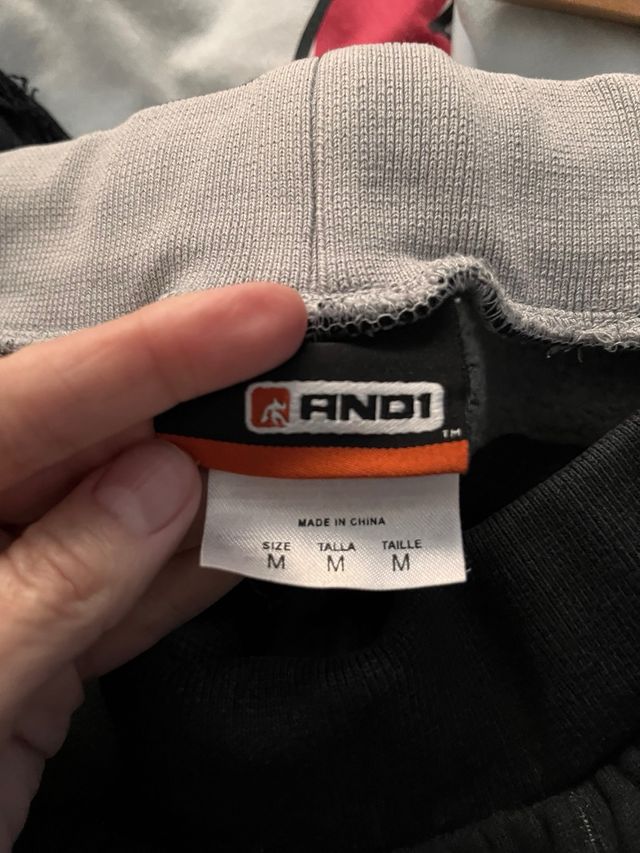 AND1
TM
MADE IN CHINA
SIZE TALLA TAILLE
M M M